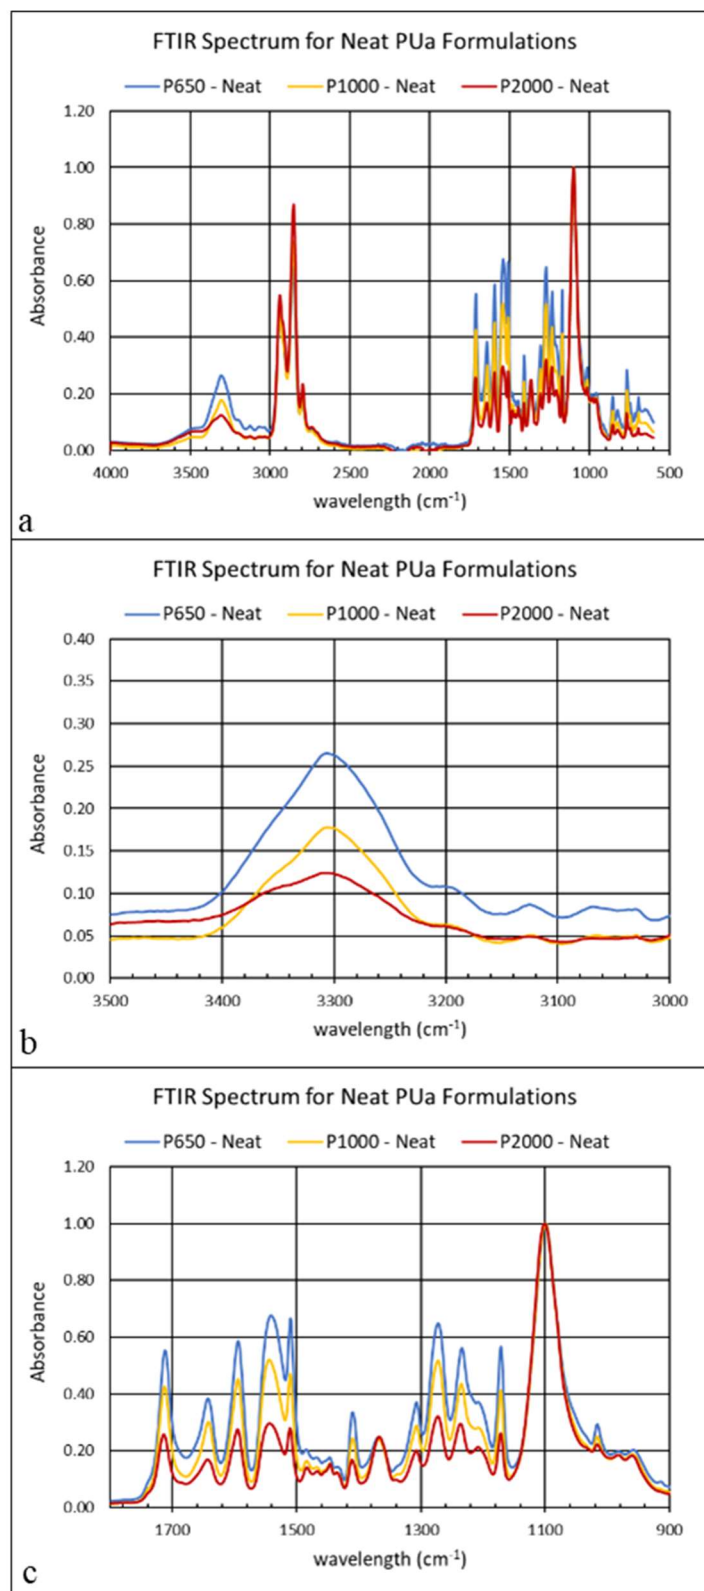 FTIR Spectrum for Neat PUa Formulations
P650 - Neat P1000 - Neat P2000 - Neat
1.20
1.00
0.80
0.60
0.40
0.20
0.00
Absorbance
4000 3500 3000 2500 2000 1500 1000 500
wavelength (cm-1)
a
FTIR Spectrum for Neat PUa Formulations
P650 - Neat P1000 - Neat P2000 - Neat
0.40
0.35
0.30
0.25
0.20
0.15
0.10
0.05
0.00
Absorbance
3500 3400 3300 3200 3100 3000
wavelength (cm-1)
b
FTIR Spectrum for Neat PUa Formulations
P650 - Neat P1000 - Neat P2000 - Neat
1.20
1.00
0.80
0.60
0.40
0.20
0.00
Absorbance
1700 1500 1300 1100 900
wavelength (cm-1)
c